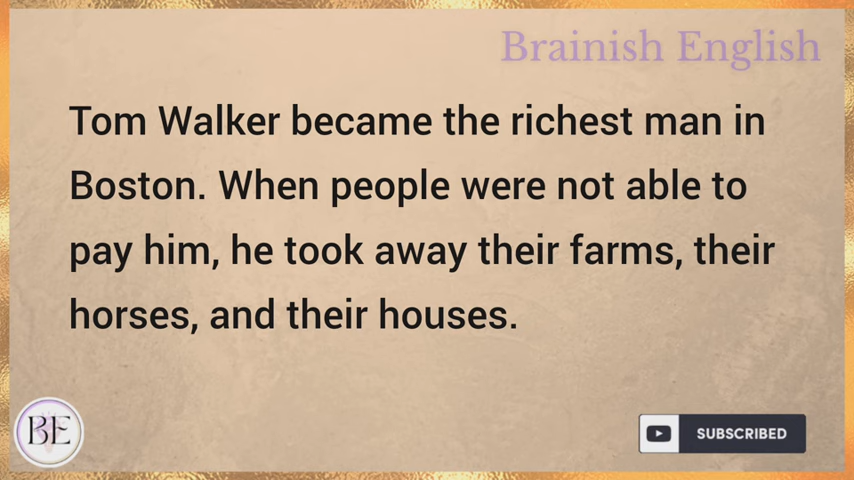 Brainish English
Tom Walker became the richest man in
Boston. When people were not able to
pay him, he took away their farms, their
horses, and their houses.
BE
SUBSCRIBED